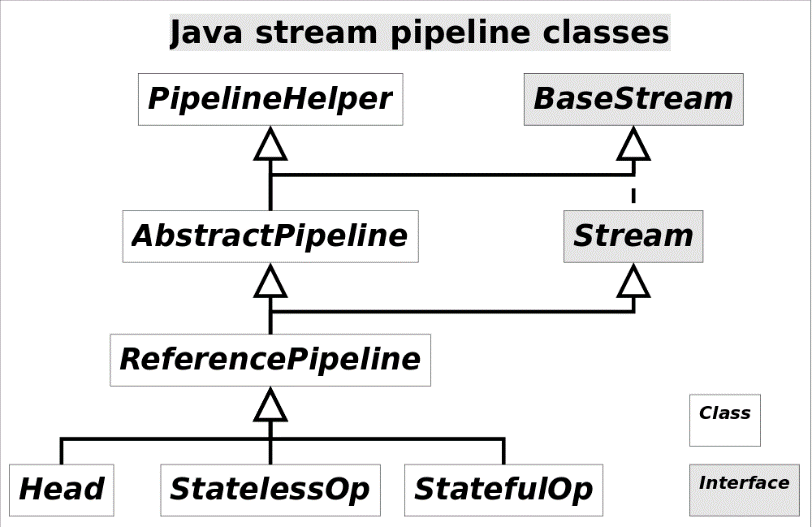 Java stream pipeline classes
PipelineHelper
BaseStream
AbstractPipeline
Stream
ReferencePipeline
Class
Head
StatelessOp
StatefulOp
Interface